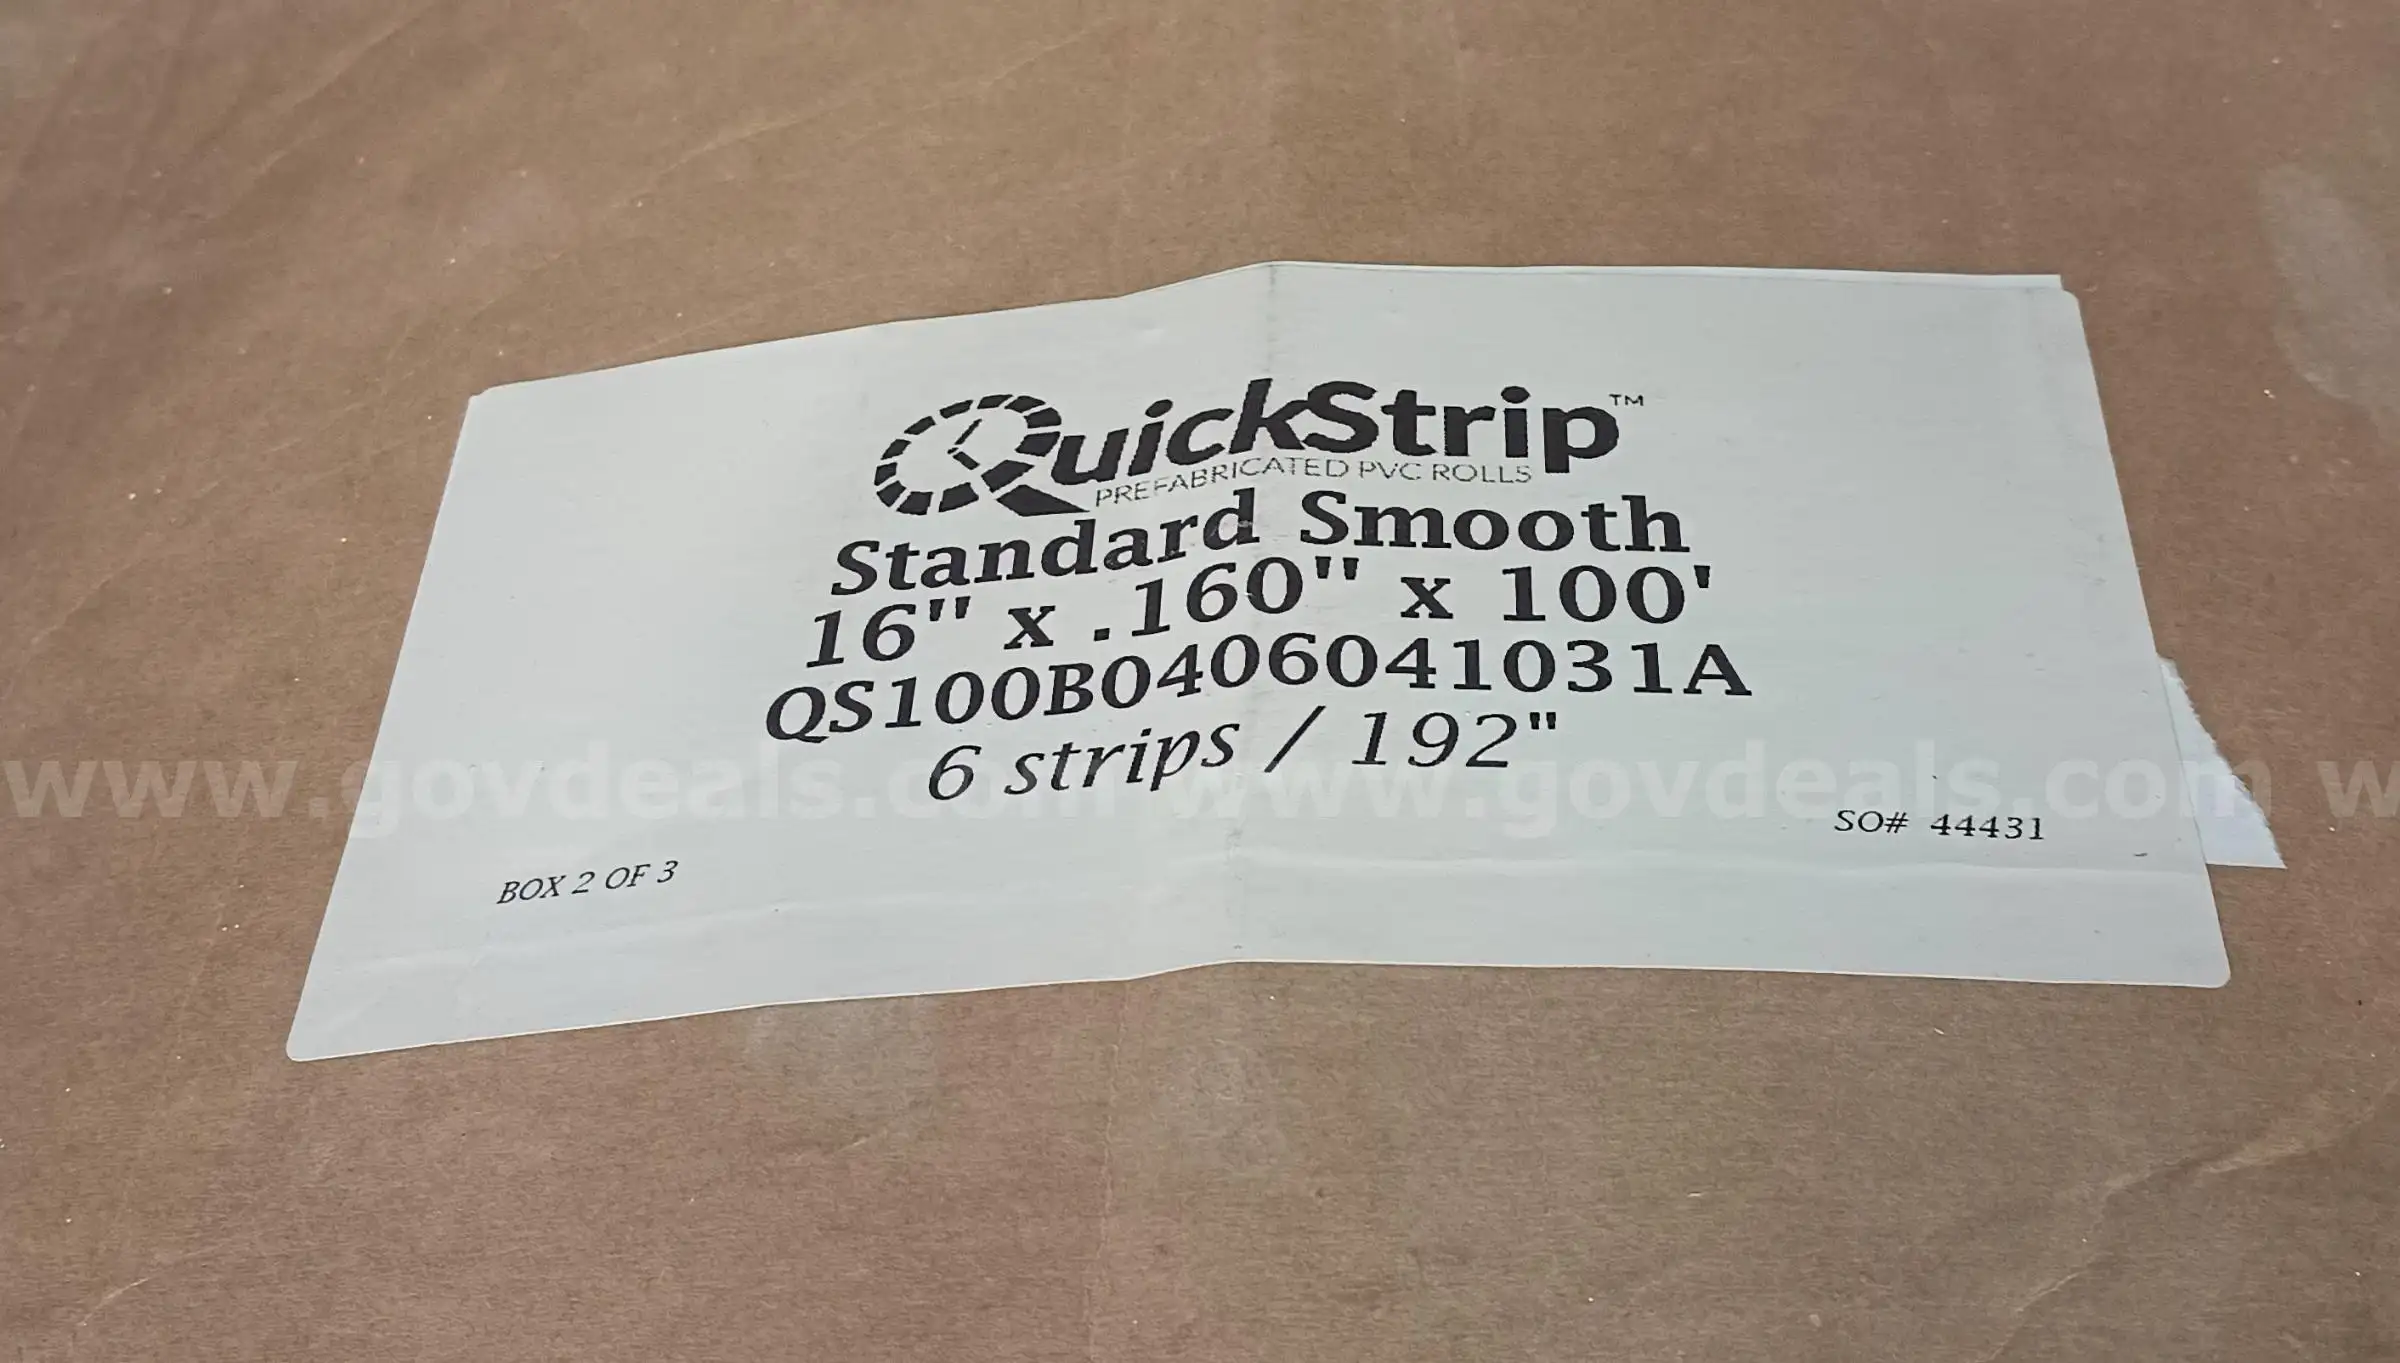 QuickStrip™
PREFABRICATED PVC ROLLS
Standard Smooth
16" x .160" x 100'
QS100B0406041031A
6 strips / 192"
www.govdeals.com www.govdeals.com w
SO# 44431
BOX 2 OF 3